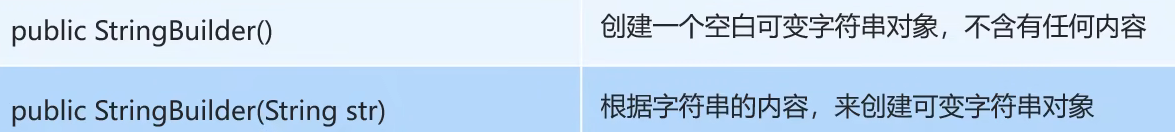 public StringBuilder()
创建一个空白可变字符串对象，不含有任何内容
public StringBuilder(String str)
根据字符串的内容，来创建可变字符串对象